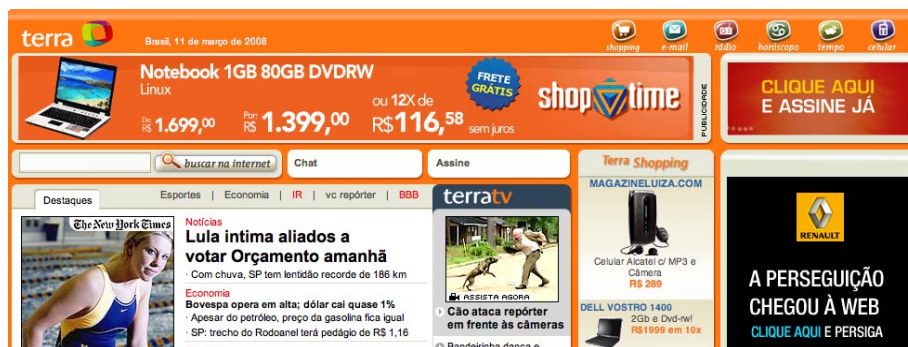 terra
Brasil, 11 de março de 2008
shopping
e-mail
rádio
horóscopo
tempo
celular
Notebook 1GB 80GB DVDRW
Linux
De: R$ 1.699,00
Por: R$ 1.399,00
ou 12X de
R$116,58 sem juros
FRETE
GRÁTIS
shoptime
PUBLICIDADE
CLIQUE AQUI
E ASSINE JÁ
buscar na internet
Chat
Assine
Terra Shopping
Destaques
Esportes | Economia | IR | vc repórter | BBB
The New York Times
Notícias
Lula intima aliados a
votar Orçamento amanhã
· Com chuva, SP tem lentidão recorde de 186 km
Economia
Bovespa opera em alta; dólar cai quase 1%
· Apesar do petróleo, preço da gasolina fica igual
· SP: trecho do Rodoanel terá pedágio de R$ 1,16
terratv
ASSISTA AGORA
Cão ataca repórter
em frente às câmeras
Bandeirinha dança e
MAGAZINELUIZA.COM
Celular Alcatel c/ MP3 e
Câmera
R$ 289
DELL VOSTRO 1400
2Gb e Dvd-rw!
R$1999 em 10x
RENAULT
A PERSEGUIÇÃO
CHEGOU À WEB
CLIQUE AQUI E PERSIGA